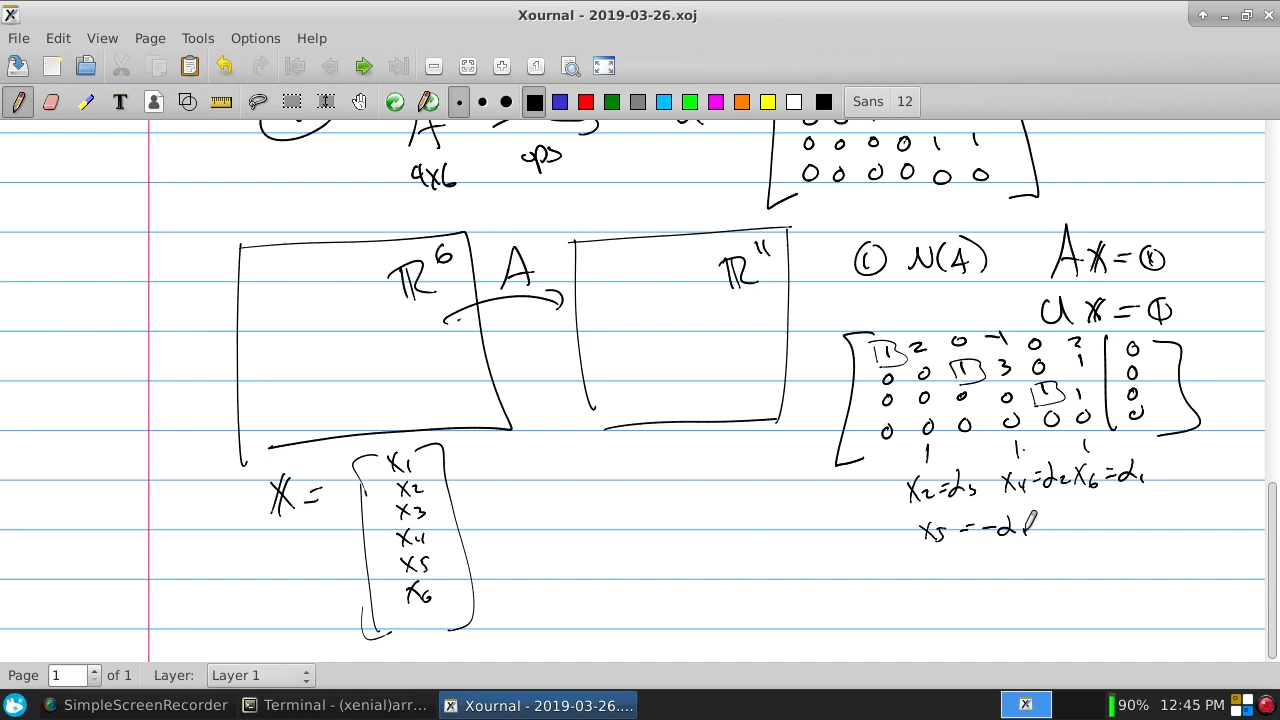 Xournal - 2019-03-26.xoj
File Edit View Page Tools Options Help
Sans 12
A ops U
4x6
0 0 0 0 1 1
0 0 0 0 0 0
ℝ⁶ A ℝ⁴
① N(A) A𝕏 = 𝟘
U𝕏 = 𝟘
1 2 0 -1 0 2 | 0
0 0 1 3 0 1 | 0
0 0 0 0 1 1 | 0
0 0 0 0 0 0 | 0
x2 = α3 x4 = α2 x6 = α1
x5 = -α1
𝕏 =
x1
x2
x3
x4
x5
x6
Page 1 of 1 Layer: Layer 1
SimpleScreenRecorder Terminal - (xenial)arr... Xournal - 2019-03-26.... 90% 12:45 PM